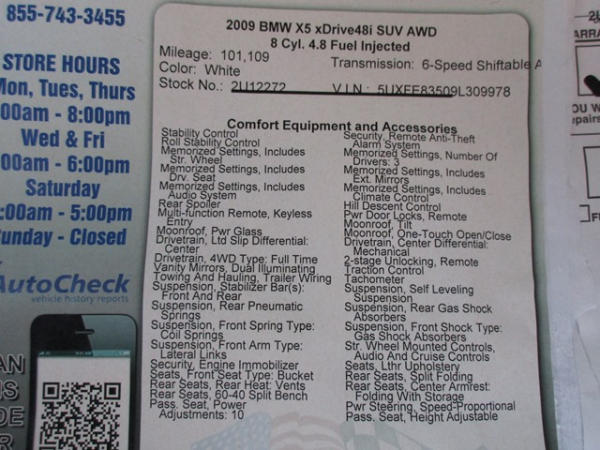 855-743-3455
STORE HOURS
Mon, Tues, Thurs
00am - 8:00pm
Wed & Fri
00am - 6:00pm
Saturday
:00am - 5:00pm
Sunday - Closed
AutoCheck
vehicle history reports
2009 BMW X5 xDrive48i SUV AWD
8 Cyl. 4.8 Fuel Injected
Mileage: 101,109
Transmission: 6-Speed Shiftable A
Color: White
Stock No.: 2U12272
V.I.N.: 5UXFE83509L309978
Comfort Equipment and Accessories
Stability Control
Roll Stability Control
Memorized Settings, Includes
Str. Wheel
Memorized Settings, Includes
Drv. Seat
Memorized Settings, Includes
Audio System
Rear Spoiler
Multi-function Remote, Keyless
Entry
Moonroof, Pwr Glass
Drivetrain, Ltd Slip Differential:
Center
Drivetrain, 4WD Type: Full Time
Vanity Mirrors, Dual Illuminating
Towing And Hauling, Trailer Wiring
Suspension, Stabilizer Bar(s):
Front And Rear
Suspension, Rear Pneumatic
Springs
Suspension, Front Spring Type:
Coil Springs
Suspension, Front Arm Type:
Lateral Links
Security, Engine Immobilizer
Seats, Front Seat Type: Bucket
Rear Seats, Rear Heat: Vents
Rear Seats, 60-40 Split Bench
Pass. Seat, Power
Adjustments: 10
Security, Remote Anti-Theft
Alarm System
Memorized Settings, Number Of
Drivers: 3
Memorized Settings, Includes
Ext. Mirrors
Memorized Settings, Includes
Climate Control
Hill Descent Control
Pwr Door Locks, Remote
Moonroof, Tilt
Moonroof, One-Touch Open/Close
Drivetrain, Center Differential:
Mechanical
2-stage Unlocking, Remote
Traction Control
Tachometer
Suspension, Self Leveling
Suspension
Suspension, Rear Gas Shock
Absorbers
Suspension, Front Shock Type:
Gas Shock Absorbers
Str. Wheel Mounted Controls,
Audio And Cruise Controls
Seats, Lthr Upholstry
Rear Seats, Split Folding
Rear Seats, Center Armrest:
Folding With Storage
Pwr Steering, Speed-Proportional
Pass. Seat, Height Adjustable